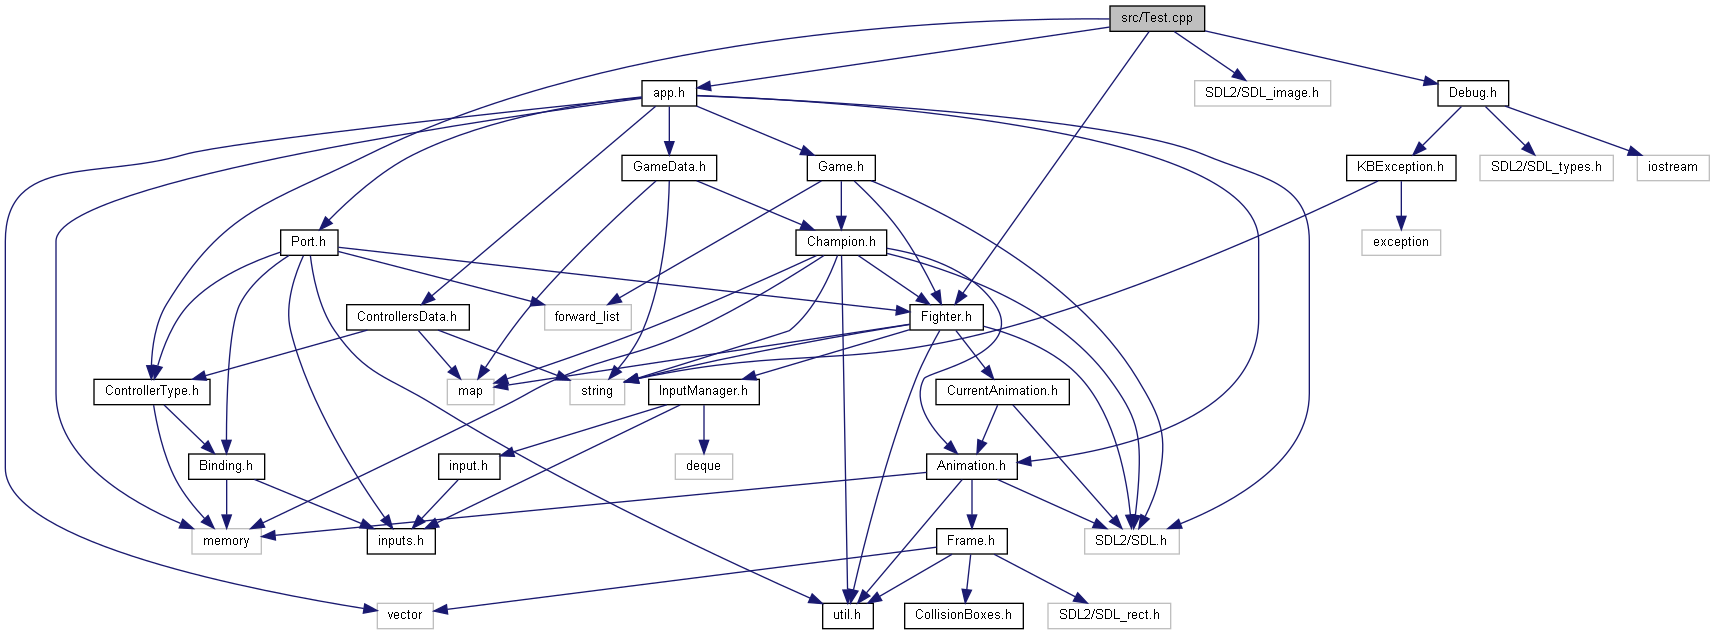 src/Test.cpp
app.h
SDL2/SDL_image.h
Debug.h
GameData.h
Game.h
KBException.h
SDL2/SDL_types.h
iostream
Port.h
Champion.h
exception
ControllersData.h
forward_list
Fighter.h
ControllerType.h
map
string
InputManager.h
CurrentAnimation.h
Binding.h
input.h
deque
Animation.h
memory
inputs.h
Frame.h
SDL2/SDL.h
vector
util.h
CollisionBoxes.h
SDL2/SDL_rect.h